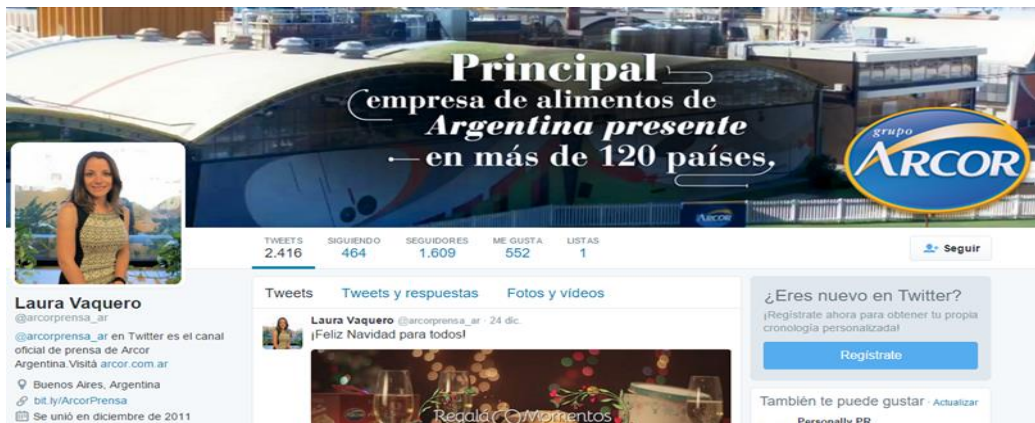 Principal
empresa de alimentos de
Argentina presente
en más de 120 países,
grupo
ARCOR
ARCOR
TWEETS SIGUIENDO SEGUIDORES ME GUSTA LISTAS
2.416 464 1.609 552 1
Seguir
Laura Vaquero
@arcorprensa_ar
@arcorprensa_ar en Twitter es el canal
oficial de prensa de Arcor
Argentina.Visitá arcor.com.ar
Buenos Aires, Argentina
bit.ly/ArcorPrensa
Se unió en diciembre de 2011
Tweets Tweets y respuestas Fotos y vídeos
Laura Vaquero @arcorprensa_ar · 24 dic.
¡Feliz Navidad para todos!
Regalá Momentos
¿Eres nuevo en Twitter?
¡Regístrate ahora para obtener tu propia
cronología personalizada!
Regístrate
También te puede gustar · Actualizar
Personally PR